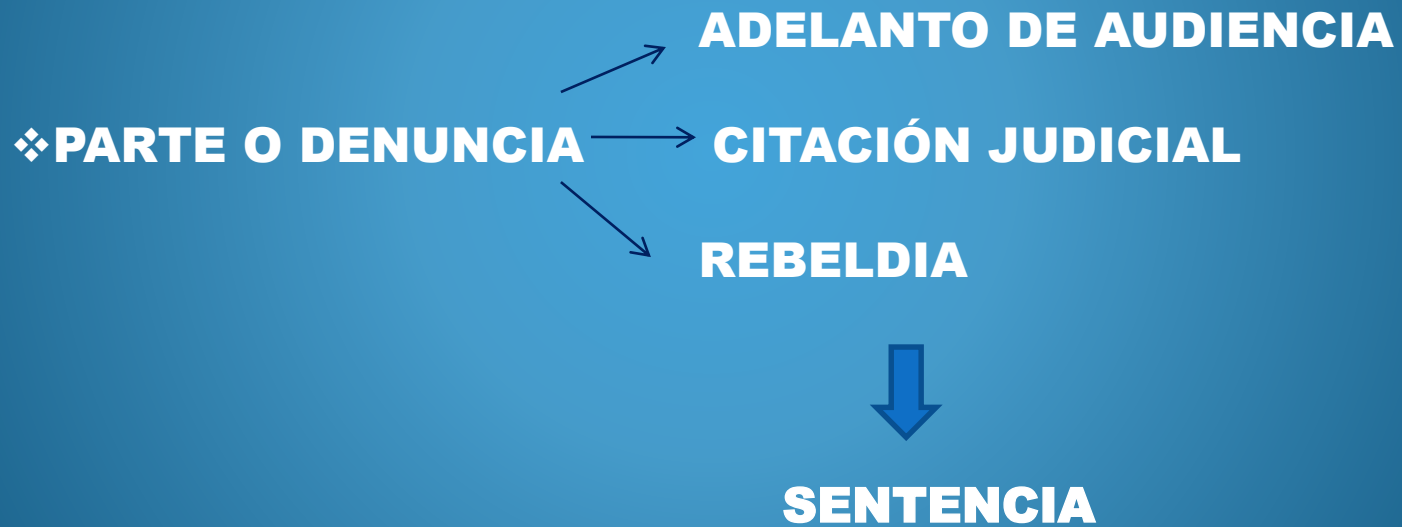 ADELANTO DE AUDIENCIA
❖PARTE O DENUNCIA
CITACIÓN JUDICIAL
REBELDIA
SENTENCIA